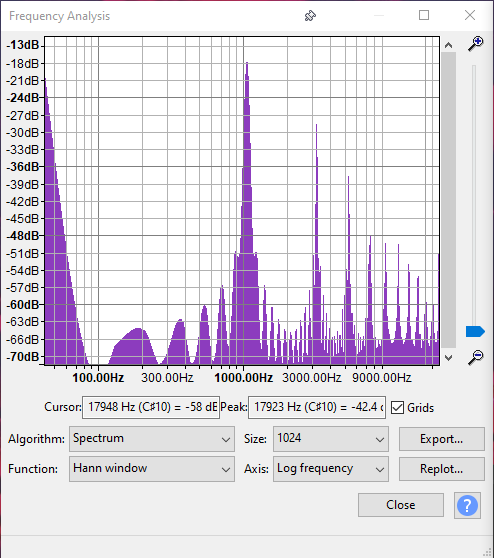 Frequency Analysis
-13dB
-18dB
-21dB
-24dB
-27dB
-30dB
-33dB
-36dB
-39dB
-42dB
-45dB
-48dB
-51dB
-54dB
-57dB
-60dB
-63dB
-66dB
-70dB
100.00Hz 300.00Hz 1000.00Hz 3000.00Hz 9000.00Hz
Cursor: 17948 Hz (C♯10) = -58 dB Peak: 17923 Hz (C♯10) = -42.4 d Grids
Algorithm: Spectrum Size: 1024 Export...
Function: Hann window Axis: Log frequency Replot...
Close ?